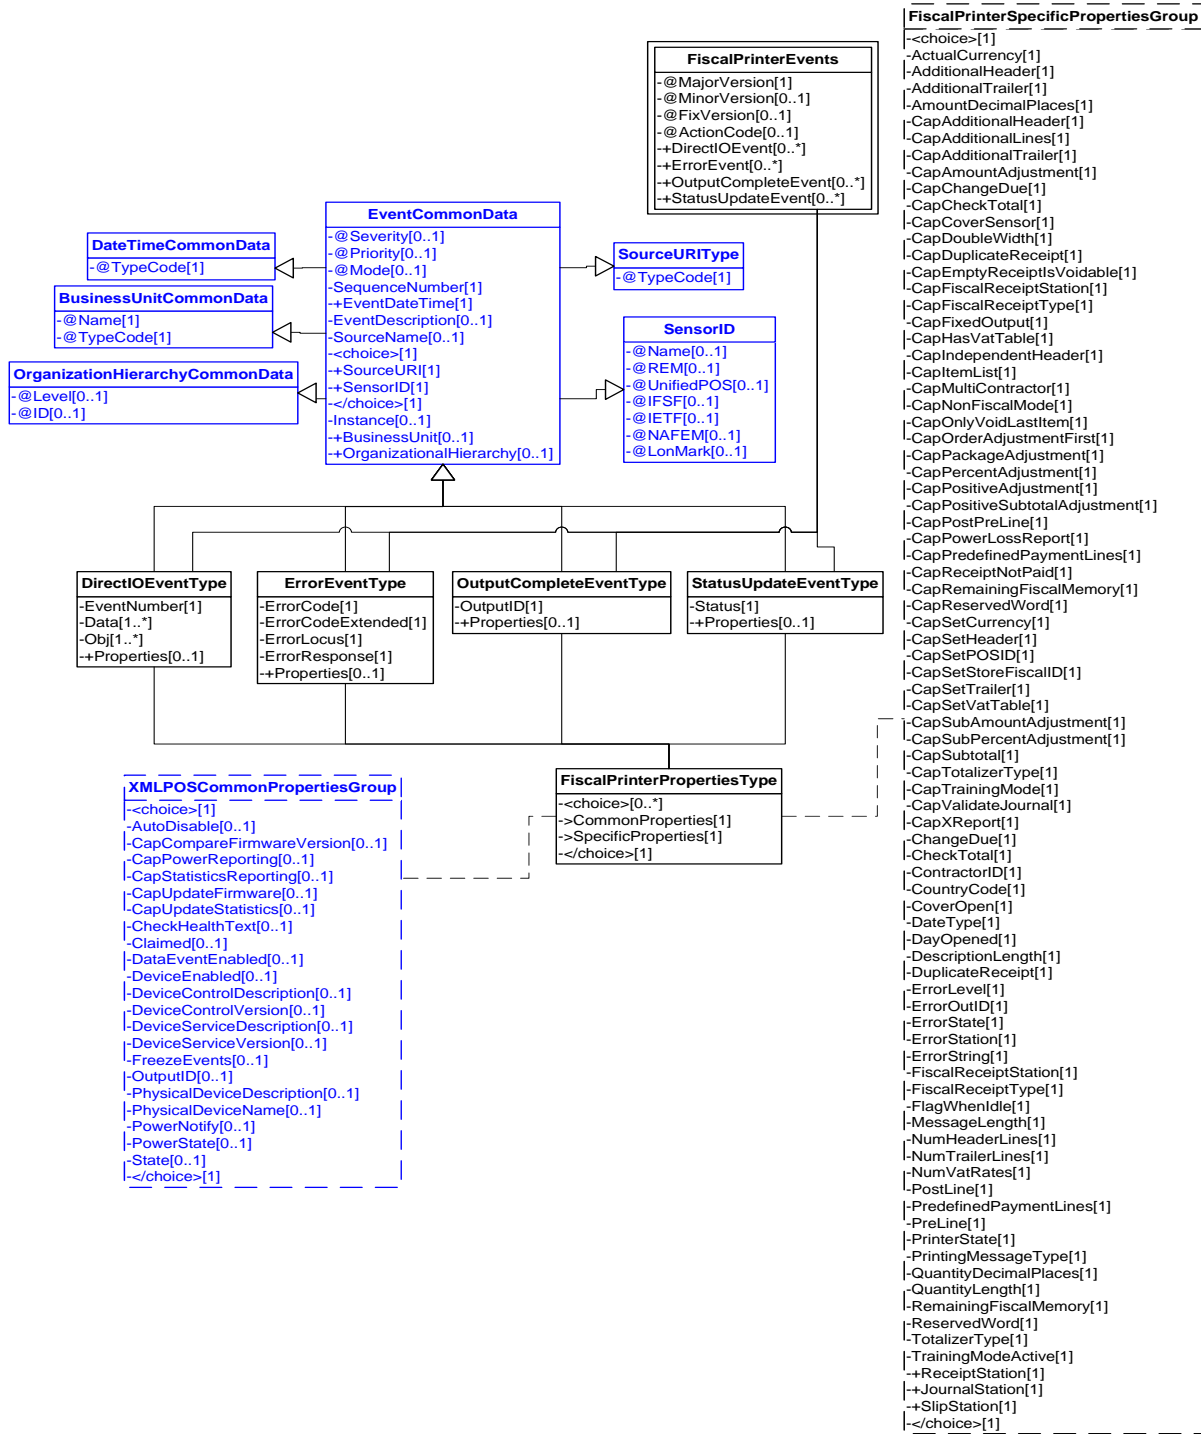 FiscalPrinterSpecificPropertiesGroup
-<choice>[1]
-ActualCurrency[1]
-AdditionalHeader[1]
-AdditionalTrailer[1]
-AmountDecimalPlaces[1]
-CapAdditionalHeader[1]
-CapAdditionalLines[1]
-CapAdditionalTrailer[1]
-CapAmountAdjustment[1]
-CapChangeDue[1]
-CapCheckTotal[1]
-CapCoverSensor[1]
-CapDoubleWidth[1]
-CapDuplicateReceipt[1]
-CapEmptyReceiptIsVoidable[1]
-CapFiscalReceiptStation[1]
-CapFiscalReceiptType[1]
-CapFixedOutput[1]
-CapHasVatTable[1]
-CapIndependentHeader[1]
-CapItemList[1]
-CapMultiContractor[1]
-CapNonFiscalMode[1]
-CapOnlyVoidLastItem[1]
-CapOrderAdjustmentFirst[1]
-CapPackageAdjustment[1]
-CapPercentAdjustment[1]
-CapPositiveAdjustment[1]
-CapPositiveSubtotalAdjustment[1]
-CapPostPreLine[1]
-CapPowerLossReport[1]
-CapPredefinedPaymentLines[1]
-CapReceiptNotPaid[1]
-CapRemainingFiscalMemory[1]
-CapReservedWord[1]
-CapSetCurrency[1]
-CapSetHeader[1]
-CapSetPOSID[1]
-CapSetStoreFiscalID[1]
-CapSetTrailer[1]
-CapSetVatTable[1]
-CapSubAmountAdjustment[1]
-CapSubPercentAdjustment[1]
-CapSubtotal[1]
-CapTotalizerType[1]
-CapTrainingMode[1]
-CapValidateJournal[1]
-CapXReport[1]
-ChangeDue[1]
-CheckTotal[1]
-ContractorID[1]
-CountryCode[1]
-CoverOpen[1]
-DateType[1]
-DayOpened[1]
-DescriptionLength[1]
-DuplicateReceipt[1]
-ErrorLevel[1]
-ErrorOutID[1]
-ErrorState[1]
-ErrorStation[1]
-ErrorString[1]
-FiscalReceiptStation[1]
-FiscalReceiptType[1]
-FlagWhenIdle[1]
-MessageLength[1]
-NumHeaderLines[1]
-NumTrailerLines[1]
-NumVatRates[1]
-PostLine[1]
-PredefinedPaymentLines[1]
-PreLine[1]
-PrinterState[1]
-PrintingMessageType[1]
-QuantityDecimalPlaces[1]
-QuantityLength[1]
-RemainingFiscalMemory[1]
-ReservedWord[1]
-TotalizerType[1]
-TrainingModeActive[1]
-+ReceiptStation[1]
-+JournalStation[1]
-+SlipStation[1]
-</choice>[1]
FiscalPrinterEvents
-@MajorVersion[1]
-@MinorVersion[0..1]
-@FixVersion[0..1]
-@ActionCode[0..1]
-+DirectIOEvent[0..*]
-+ErrorEvent[0..*]
-+OutputCompleteEvent[0..*]
-+StatusUpdateEvent[0..*]
EventCommonData
-@Severity[0..1]
-@Priority[0..1]
-@Mode[0..1]
-SequenceNumber[1]
-+EventDateTime[1]
-EventDescription[0..1]
-SourceName[0..1]
-<choice>[1]
-+SourceURI[1]
-+SensorID[1]
-</choice>[1]
-Instance[0..1]
-+BusinessUnit[0..1]
-+OrganizationalHierarchy[0..1]
DateTimeCommonData
-@TypeCode[1]
BusinessUnitCommonData
-@Name[1]
-@TypeCode[1]
OrganizationHierarchyCommonData
-@Level[0..1]
-@ID[0..1]
SourceURIType
-@TypeCode[1]
SensorID
-@Name[0..1]
-@REM[0..1]
-@UnifiedPOS[0..1]
-@IFSF[0..1]
-@IETF[0..1]
-@NAFEM[0..1]
-@LonMark[0..1]
DirectIOEventType
-EventNumber[1]
-Data[1..*]
-Obj[1..*]
-+Properties[0..1]
ErrorEventType
-ErrorCode[1]
-ErrorCodeExtended[1]
-ErrorLocus[1]
-ErrorResponse[1]
-+Properties[0..1]
OutputCompleteEventType
-OutputID[1]
-+Properties[0..1]
StatusUpdateEventType
-Status[1]
-+Properties[0..1]
FiscalPrinterPropertiesType
-<choice>[0..*]
->CommonProperties[1]
->SpecificProperties[1]
-</choice>[1]
XMLPOSCommonPropertiesGroup
-<choice>[1]
-AutoDisable[0..1]
-CapCompareFirmwareVersion[0..1]
-CapPowerReporting[0..1]
-CapStatisticsReporting[0..1]
-CapUpdateFirmware[0..1]
-CapUpdateStatistics[0..1]
-CheckHealthText[0..1]
-Claimed[0..1]
-DataEventEnabled[0..1]
-DeviceEnabled[0..1]
-DeviceControlDescription[0..1]
-DeviceControlVersion[0..1]
-DeviceServiceDescription[0..1]
-DeviceServiceVersion[0..1]
-FreezeEvents[0..1]
-OutputID[0..1]
-PhysicalDeviceDescription[0..1]
-PhysicalDeviceName[0..1]
-PowerNotify[0..1]
-PowerState[0..1]
-State[0..1]
-</choice>[1]